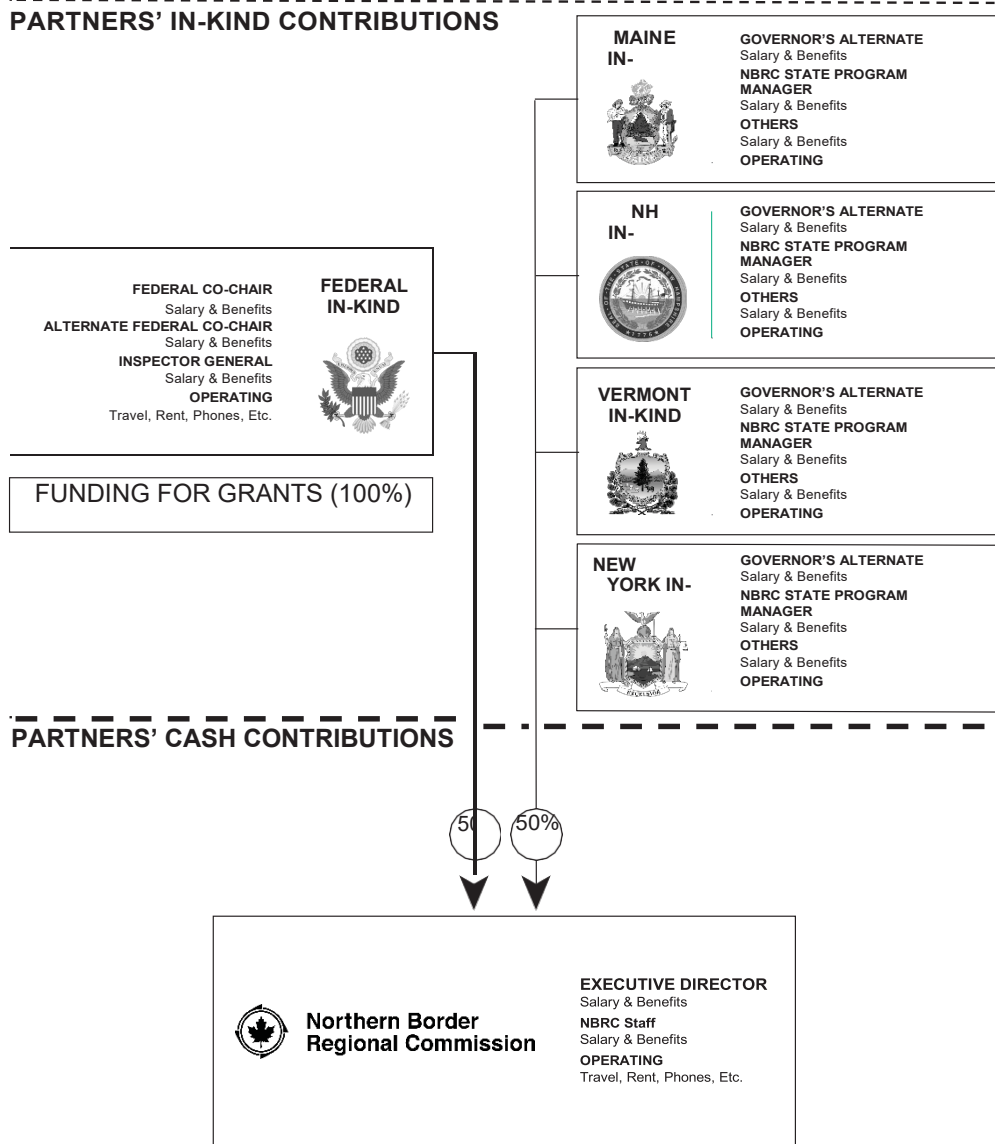 PARTNERS' IN-KIND CONTRIBUTIONS
MAINE
IN-
GOVERNOR'S ALTERNATE
Salary & Benefits
NBRC STATE PROGRAM
MANAGER
Salary & Benefits
OTHERS
Salary & Benefits
OPERATING
NH
IN-
GOVERNOR'S ALTERNATE
Salary & Benefits
NBRC STATE PROGRAM
MANAGER
Salary & Benefits
OTHERS
Salary & Benefits
OPERATING
FEDERAL CO-CHAIR
Salary & Benefits
ALTERNATE FEDERAL CO-CHAIR
Salary & Benefits
INSPECTOR GENERAL
Salary & Benefits
OPERATING
Travel, Rent, Phones, Etc.
FEDERAL
IN-KIND
FUNDING FOR GRANTS (100%)
VERMONT
IN-KIND
GOVERNOR'S ALTERNATE
Salary & Benefits
NBRC STATE PROGRAM
MANAGER
Salary & Benefits
OTHERS
Salary & Benefits
OPERATING
NEW
YORK IN-
EXCELSIOR
GOVERNOR'S ALTERNATE
Salary & Benefits
NBRC STATE PROGRAM
MANAGER
Salary & Benefits
OTHERS
Salary & Benefits
OPERATING
PARTNERS' CASH CONTRIBUTIONS
50%
Northern Border
Regional Commission
EXECUTIVE DIRECTOR
Salary & Benefits
NBRC Staff
Salary & Benefits
OPERATING
Travel, Rent, Phones, Etc.